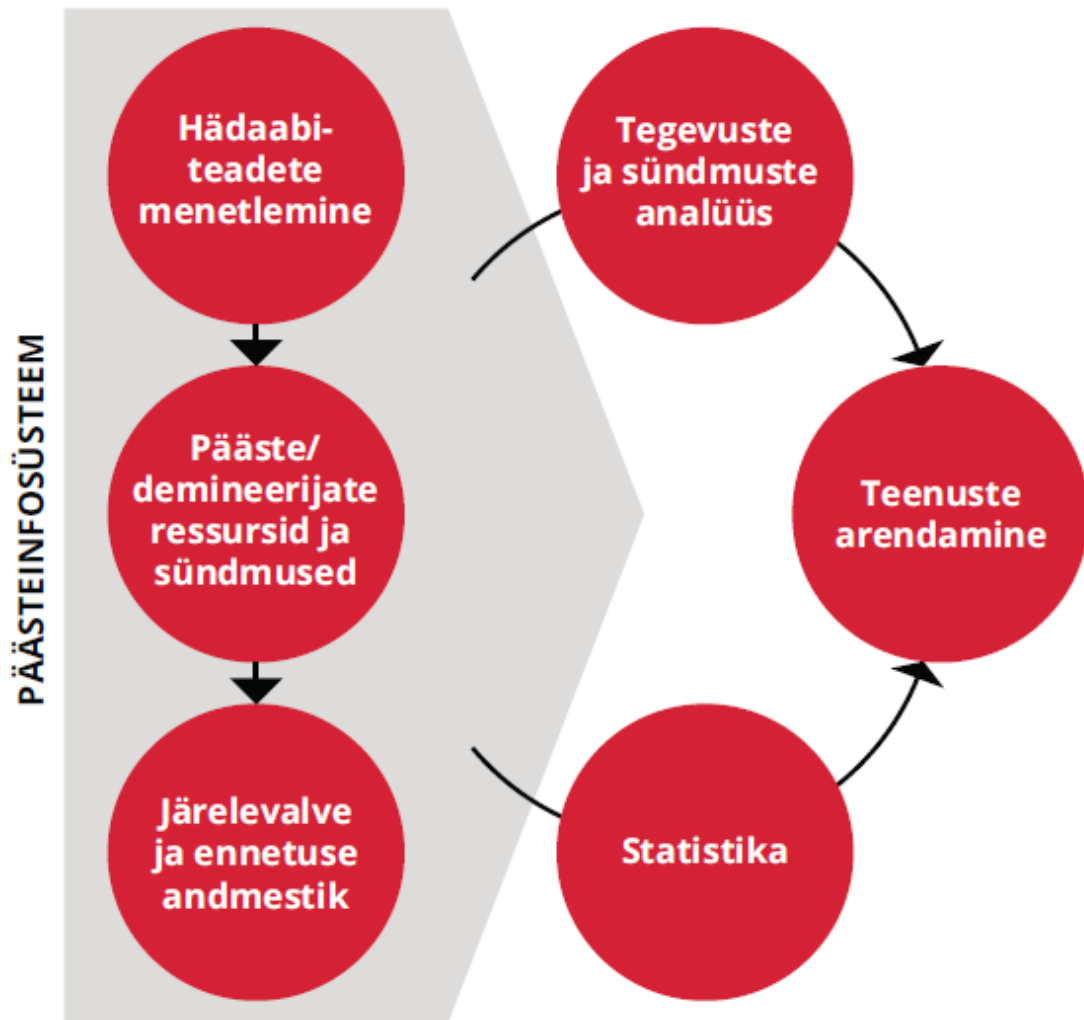 PÄÄSTEINFOSÜSTEEM
Hädaabi-
teadete
menetlemine
Pääste/
demineerijate
ressursid ja
sündmused
Järelevalve
ja ennetuse
andmestik
Tegevuste
ja sündmuste
analüüs
Statistika
Teenuste
arendamine